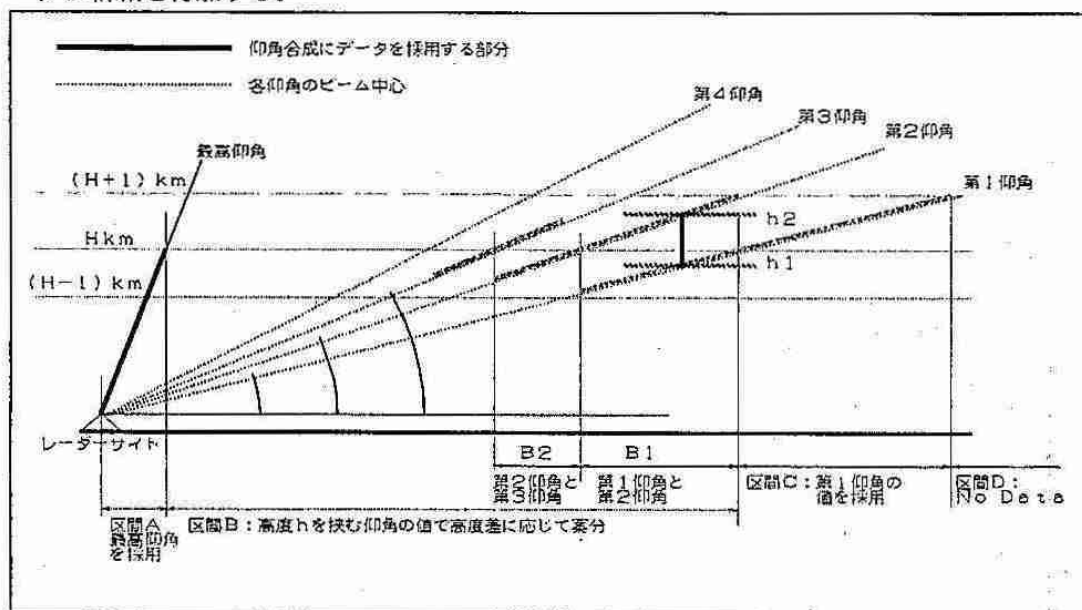 仰角合成にデータを採用する部分
各仰角のビーム中心
第4仰角
第3仰角
第2仰角
最高仰角
(H+1) km
第1仰角
h2
Hkm
h1
(H-1) km
レーダーサイト
B2
B1
第2仰角と
第3仰角
第1仰角と
第2仰角
区間C:第1仰角の
値を採用
区間D:
No Data
区間A
最高仰角
を採用
区間B:高度hを挟む仰角の値で高度差に応じて案分